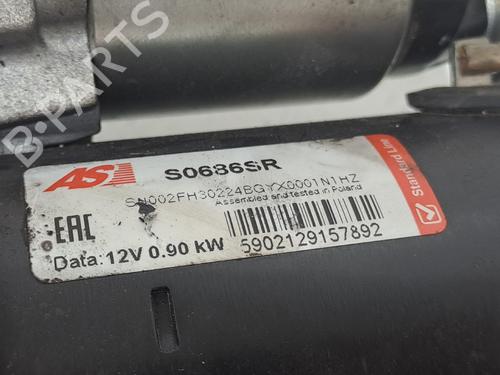 B-PARTS
AS
S0686SR
SN002FH30224BGYX0001N1HZ
Assembled and tested in Poland
EAC
Data: 12V 0.90 kW
5902129157892
Standard Line